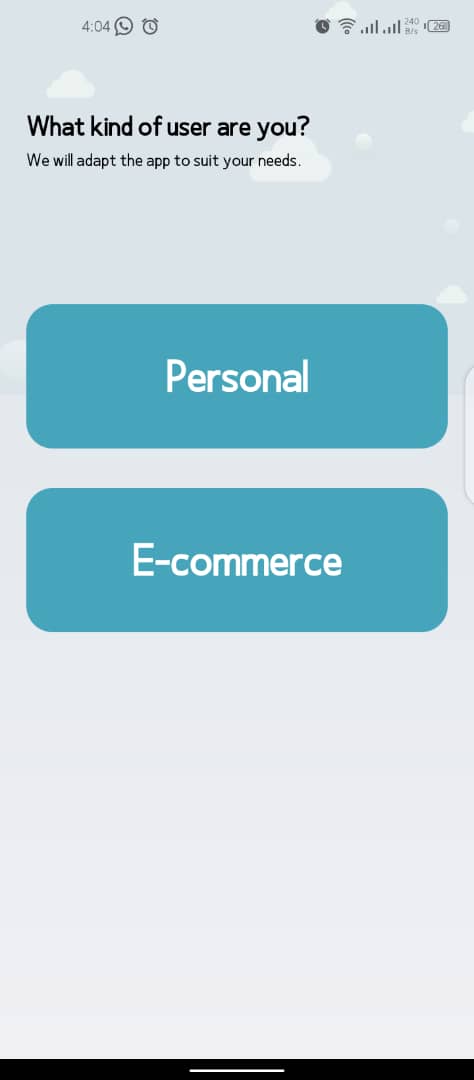 4:04
240
B/s
26
What kind of user are you?
We will adapt the app to suit your needs.
Personal
E-commerce